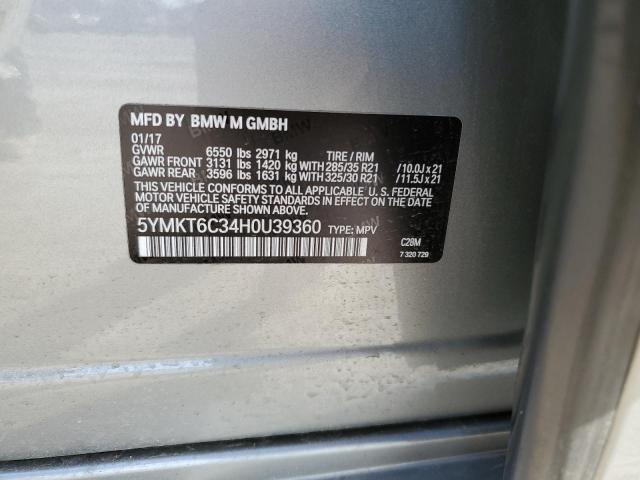 MFD BY BMW M GMBH
01/17
GVWR 6550 lbs 2971 kg TIRE / RIM
GAWR FRONT 3131 lbs 1420 kg WITH 285/35 R21 /10.0J x 21
GAWR REAR 3596 lbs 1631 kg WITH 325/30 R21 /11.5J x 21
THIS VEHICLE CONFORMS TO ALL APPLICABLE U. S. FEDERAL
MOTOR VEHICLE SAFETY STANDARDS IN EFFECT ON THE DATE
OF MANUFACTURE SHOWN ABOVE.
5YMKT6C34H0U39360 TYPE: MPV
C28M
7 320 729